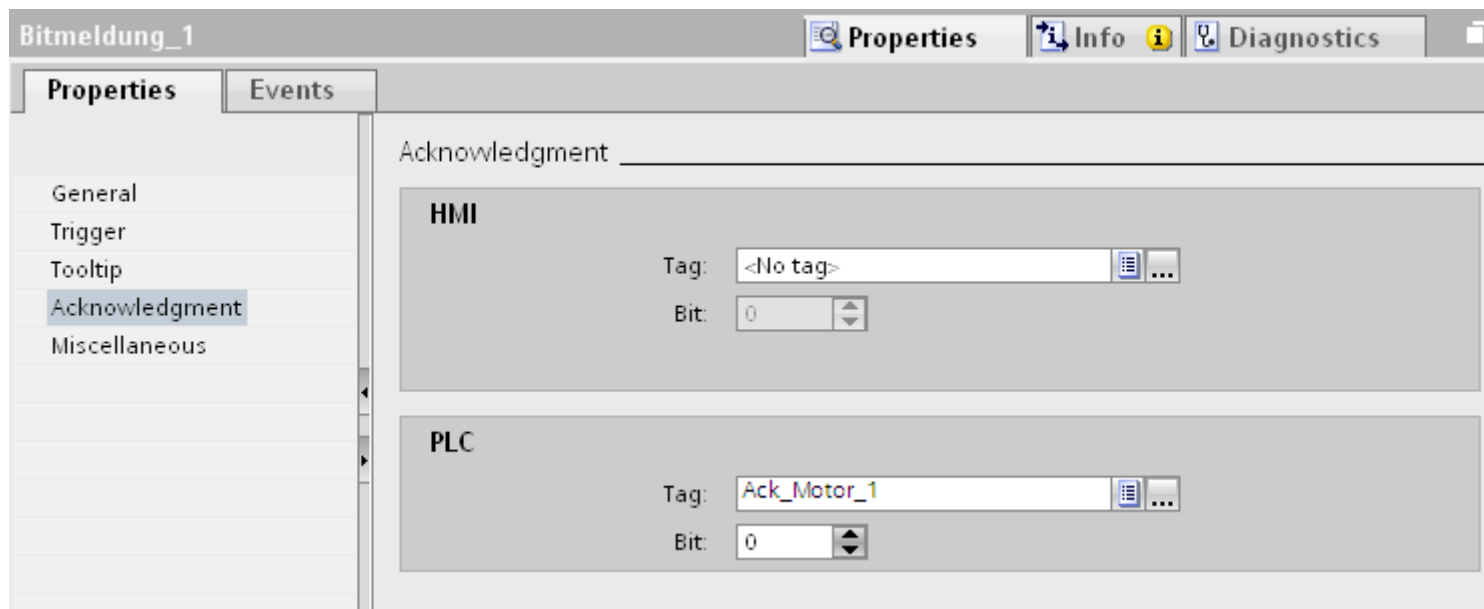 Bitmeldung_1
Properties
Info
Diagnostics
Properties
Events
General
Trigger
Tooltip
Acknowledgment
Miscellaneous
Acknowledgment
HMI
Tag: <No tag>
Bit: 0
PLC
Tag: Ack_Motor_1
Bit: 0